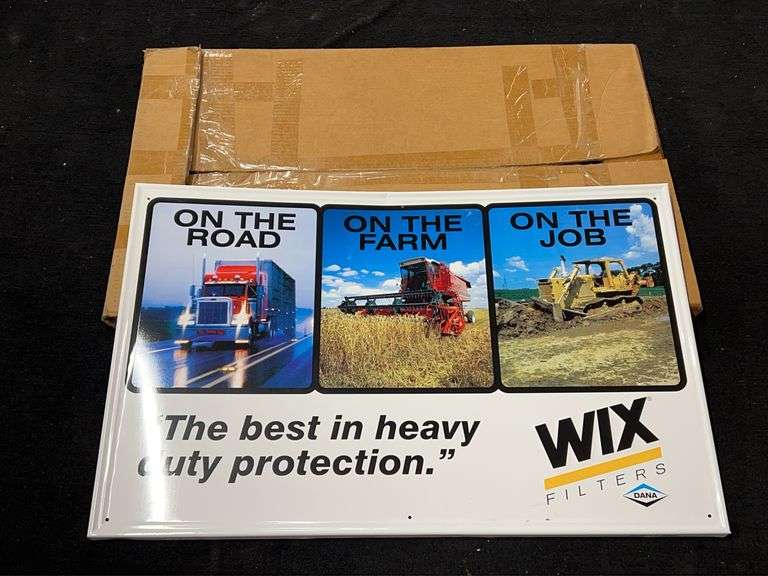 ON THE
ROAD
ON THE
FARM
ON THE
JOB
"The best in heavy
duty protection."
WIX
FILTERS
DANA